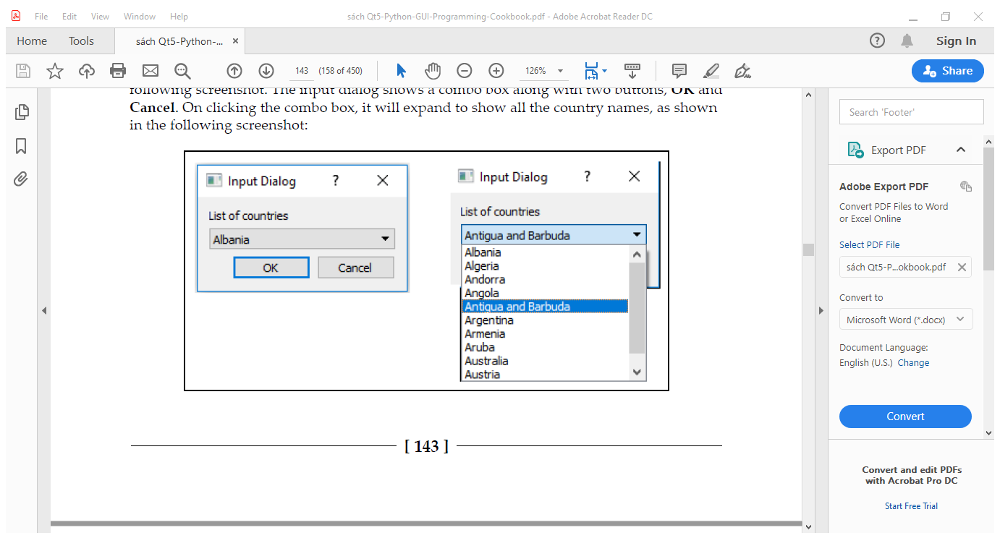 File Edit View Window Help
sách Qt5-Python-GUI-Programming-Cookbook.pdf - Adobe Acrobat Reader DC
Home Tools sách Qt5-Python-... × Sign In
143 (158 of 450) 126% Share
following screenshot. The input dialog shows a combo box along with two buttons, OK and
Cancel. On clicking the combo box, it will expand to show all the country names, as shown
in the following screenshot:
Input Dialog ?
List of countries
Albania
OK Cancel
Input Dialog ?
List of countries
Antigua and Barbuda
Albania
Algeria
Andorra
Angola
Antigua and Barbuda
Argentina
Armenia
Aruba
Australia
Austria
[ 143 ]
Search 'Footer'
Export PDF
Adobe Export PDF
Convert PDF Files to Word
or Excel Online
Select PDF File
sách Qt5-P...okbook.pdf
Convert to
Microsoft Word (*.docx)
Document Language:
English (U.S.) Change
Convert
Convert and edit PDFs
with Acrobat Pro DC
Start Free Trial